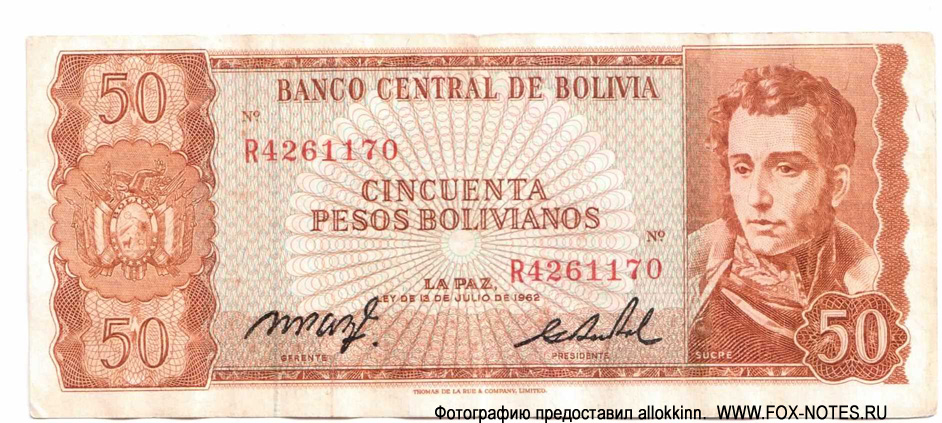 50
BANCO CENTRAL DE BOLIVIA
Nº
R4261170
CINCUENTA
PESOS BOLIVIANOS
Nº
R4261170
LA PAZ,
LEY DE 13 DE JULIO DE 1962
50
GERENTE
PRESIDENTE
SUCRE
50
THOMAS DE LA RUE & COMPANY, LIMITED.
Фотографию предоставил allokkinn. WWW.FOX-NOTES.RU